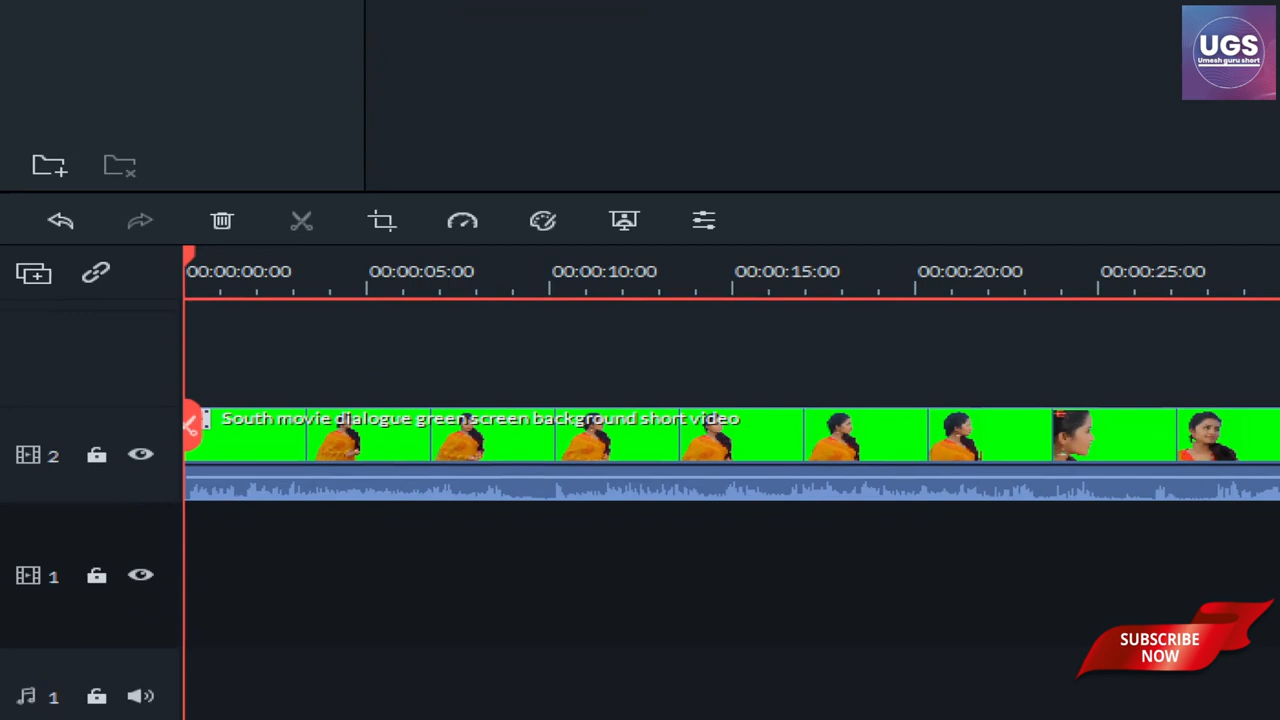 UGS
Umesh guru short
00:00:00:00 00:00:05:00 00:00:10:00 00:00:15:00 00:00:20:00 00:00:25:00
South movie dialogue green screen background short video
2
1
SUBSCRIBE
NOW
1